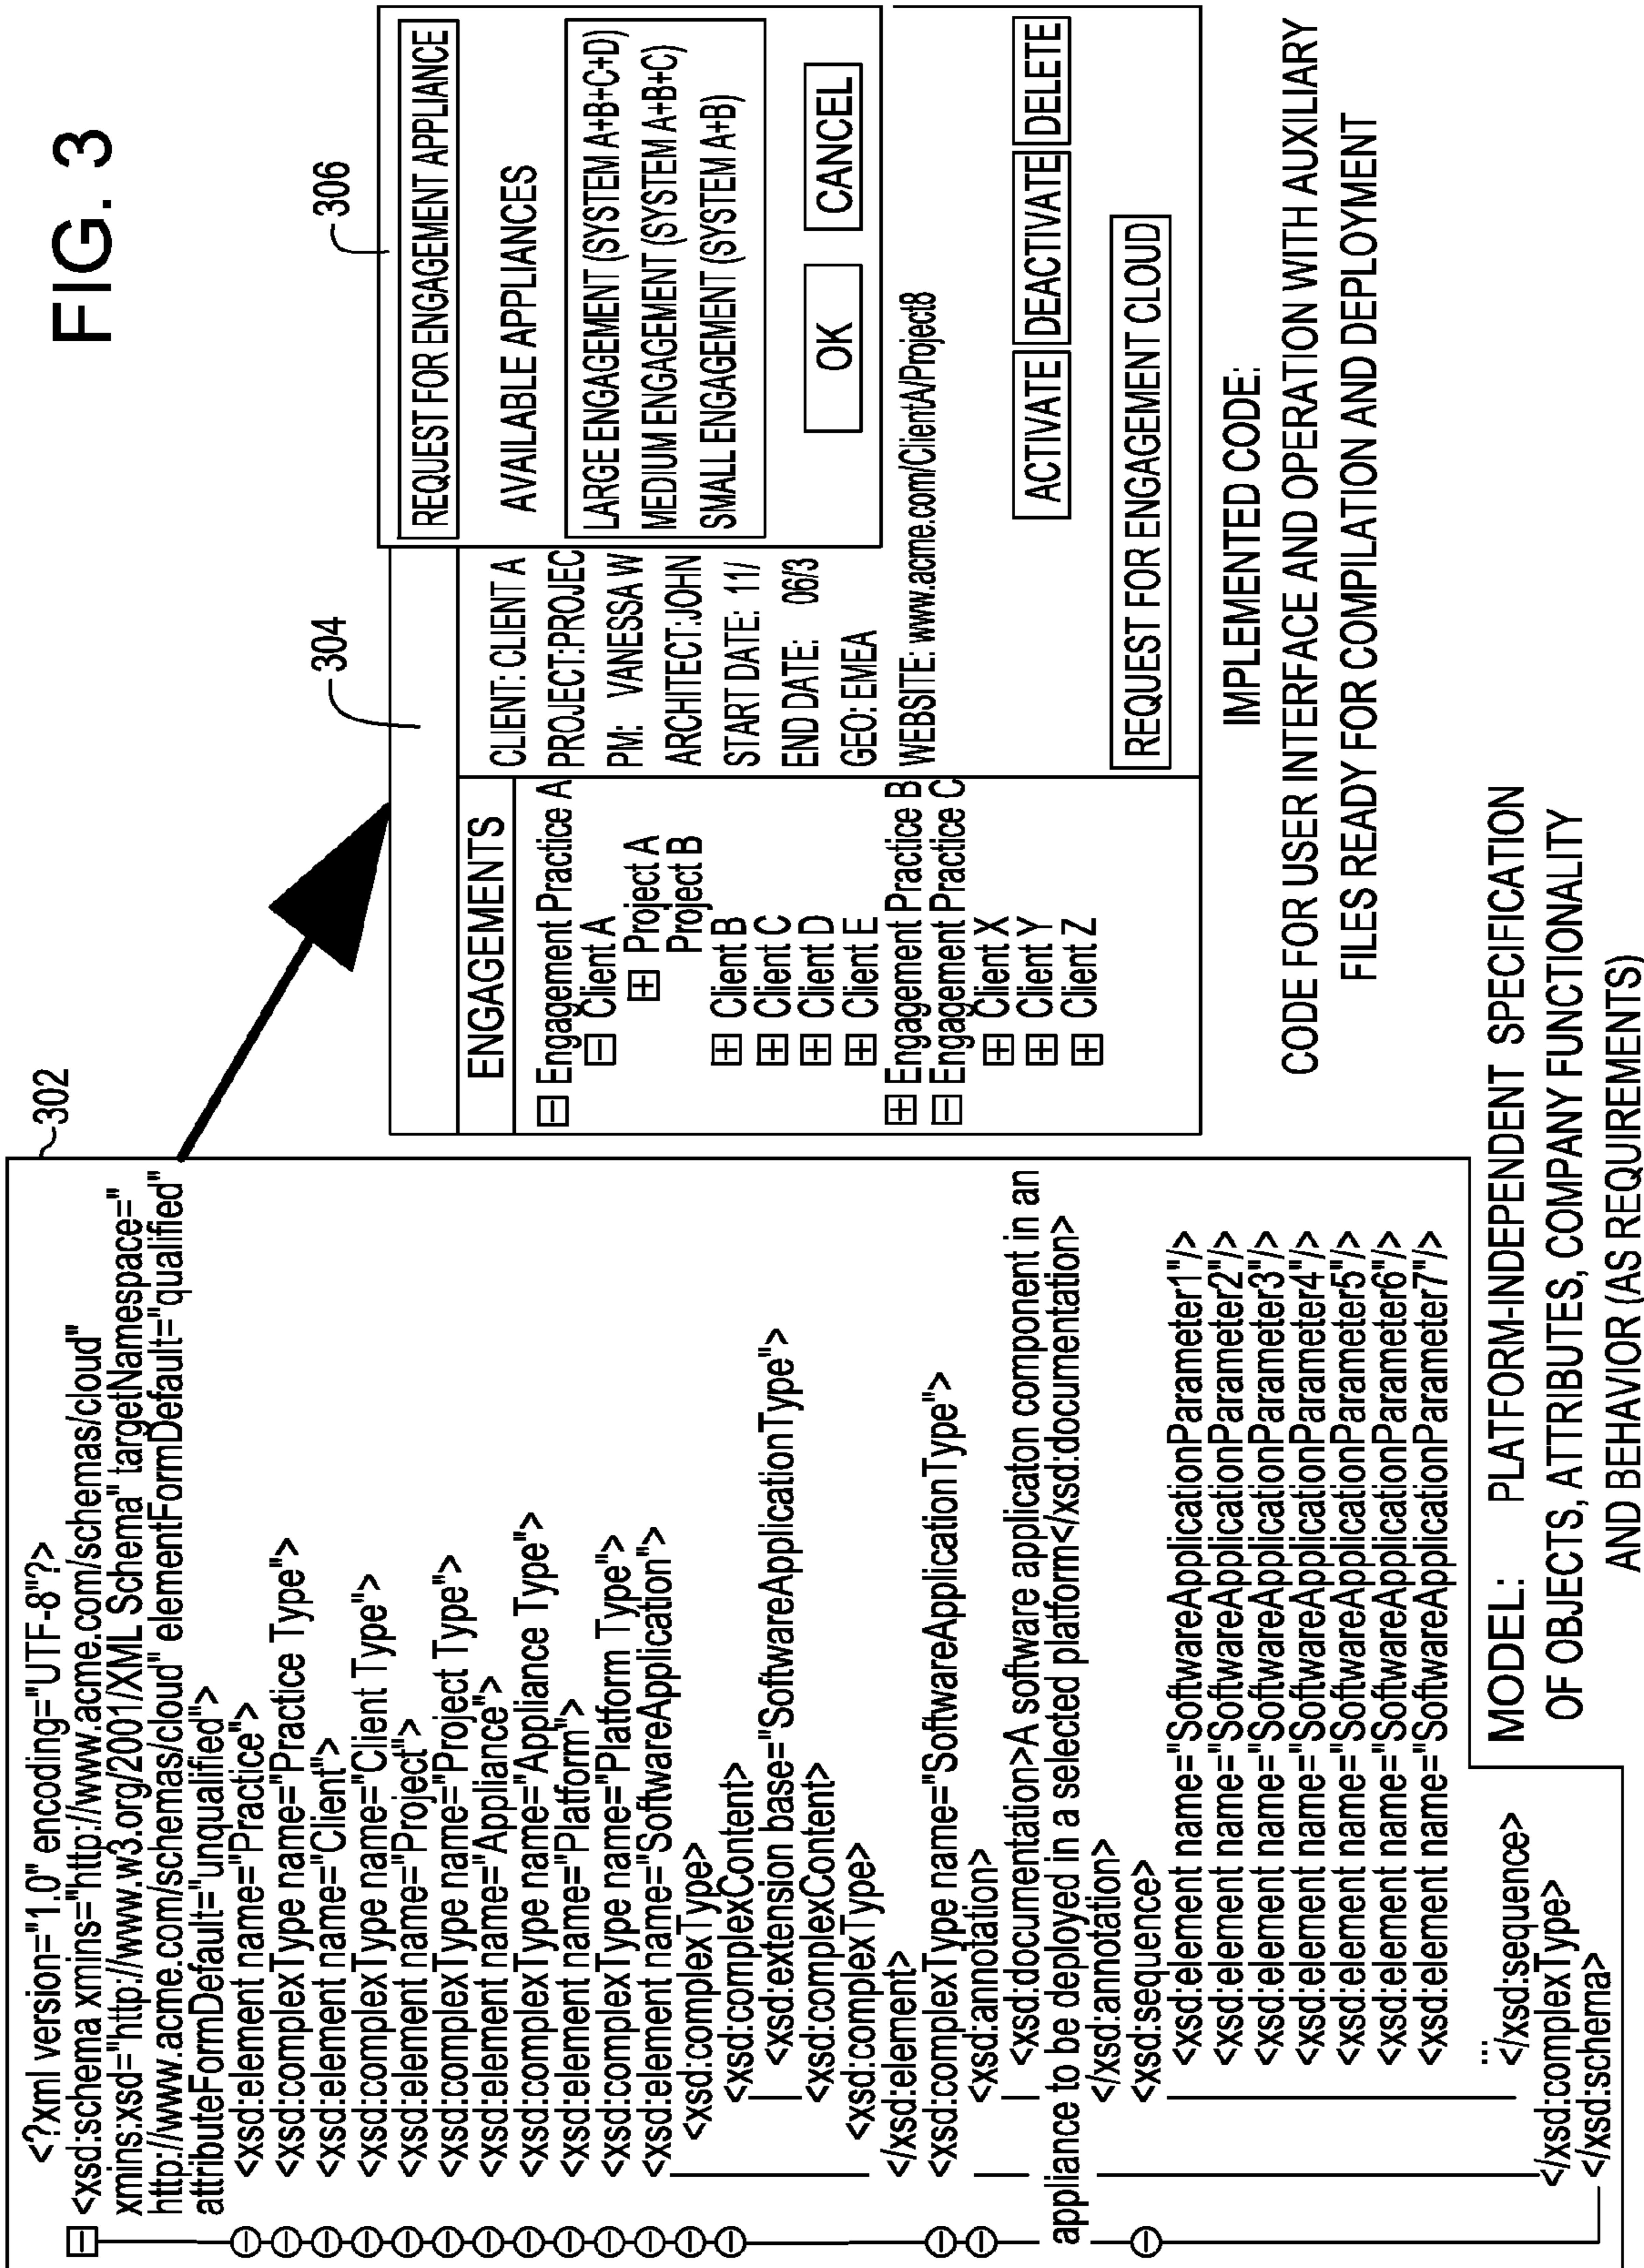 FIG. 3
302
<?xml version="1.0" encoding="UTF-8"?>
<xsd:schema xmins="http://www.acme.com/schemas/cloud"
xmins:xsd="http://www.w3.org/2001/XML Schema" targetNamespace="
http://www.acme.com/schemas/cloud" elementFormDefault="qualified"
attributeFormDefault="unqualified">
<xsd:element name="Practice">
<xsd:complexType name="Practice Type">
<xsd:element name="Client">
<xsd:complexType name="Client Type">
<xsd:element name="Project">
<xsd:complexType name="Project Type">
<xsd:element name="Appliance">
<xsd:complexType name="Appliance Type">
<xsd:element name="Platform">
<xsd:complexType name="Platform Type">
<xsd:element name="SoftwareApplication">
<xsd:complexType>
<xsd:complexContent>
<xsd:extension base="SoftwareApplicationType">
<xsd:complexContent>
<xsd:complexType>
</xsd:element>
<xsd:complexType name="SoftwareApplicationType">
<xsd:annotation>
<xsd:documentation>A software applicaton component in an
appliance to be deployed in a selected platform</xsd:documentation>
</xsd:annotation>
<xsd:sequence>
<xsd:element name="SoftwareApplicationParameter1"/>
<xsd:element name="SoftwareApplicationParameter2"/>
<xsd:element name="SoftwareApplicationParameter3"/>
<xsd:element name="SoftwareApplicationParameter4"/>
<xsd:element name="SoftwareApplicationParameter5"/>
<xsd:element name="SoftwareApplicationParameter6"/>
<xsd:element name="SoftwareApplicationParameter7"/>
...
</xsd:sequence>
</xsd:complexType>
</xsd:schema>
MODEL: PLATFORM-INDEPENDENT SPECIFICATION
OF OBJECTS, ATTRIBUTES, COMPANY FUNCTIONALITY
AND BEHAVIOR (AS REQUIREMENTS)
304
ENGAGEMENTS
Engagement Practice A
Client A
Project A
Project B
Client B
Client C
Client D
Client E
Engagement Practice B
Engagement Practice C
Client X
Client Y
Client Z
CLIENT: CLIENT A
PROJECT:PROJEC
PM: VANESSA W
ARCHITECT:JOHN
START DATE: 11/
END DATE: 06/3
GEO: EMEA
WEBSITE: www.acme.com/ClientA/Project8
ACTIVATE DEACTIVATE DELETE
REQUEST FOR ENGAGEMENT CLOUD
306
REQUEST FOR ENGAGEMENT APPLIANCE
AVAILABLE APPLIANCES
LARGE ENGAGEMENT (SYSTEM A+B+C+D)
MEDIUM ENGAGEMENT (SYSTEM A+B+C)
SMALL ENGAGEMENT (SYSTEM A+B)
OK CANCEL
IMPLEMENTED CODE:
CODE FOR USER INTERFACE AND OPERATION WITH AUXILIARY
FILES READY FOR COMPILATION AND DEPLOYMENT